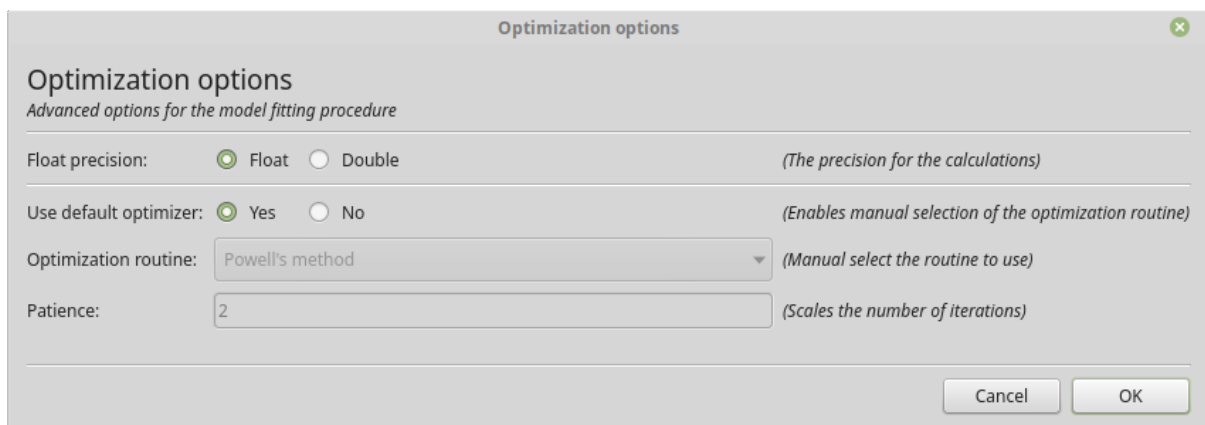 Optimization options
Optimization options
Advanced options for the model fitting procedure
Float precision: Float Double (The precision for the calculations)
Use default optimizer: Yes No (Enables manual selection of the optimization routine)
Optimization routine: Powell's method (Manual select the routine to use)
Patience: 2 (Scales the number of iterations)
Cancel OK